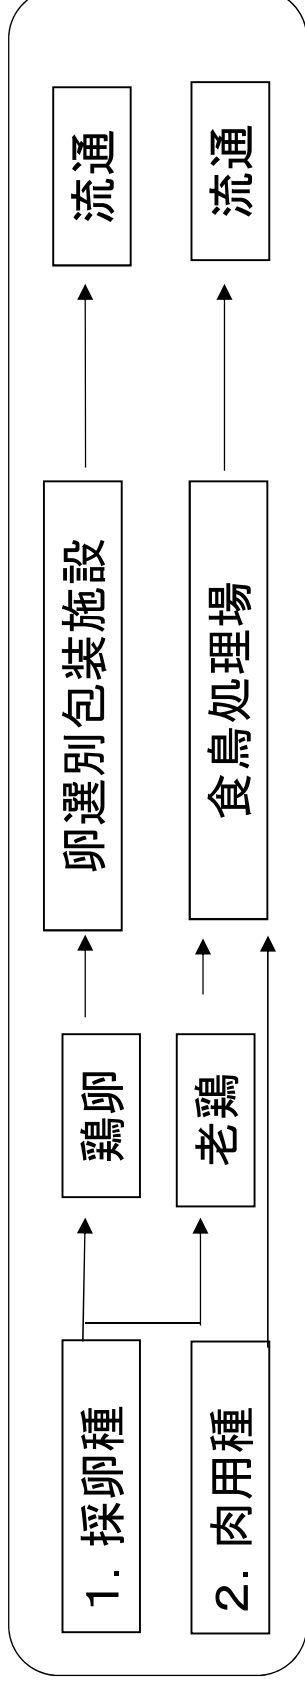 1. 採卵種
鶏卵
卵選別包装施設
流通
老鶏
2. 肉用種
食鳥処理場
流通